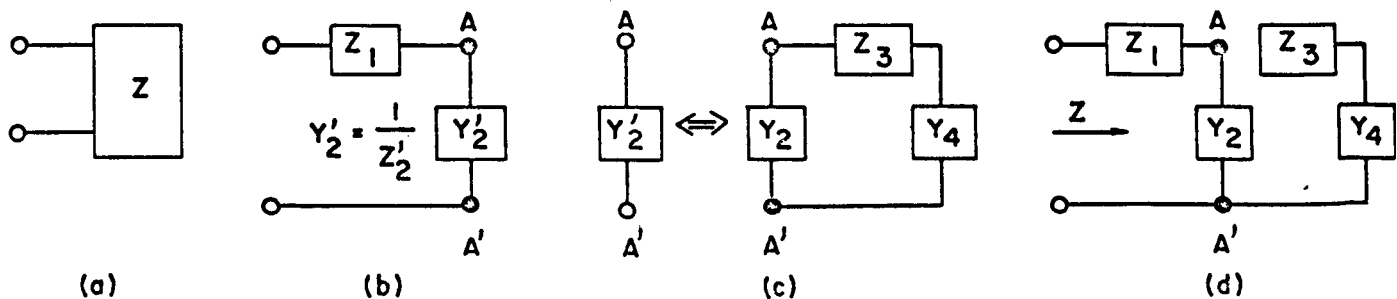 Z
(a)
Z1
A
Y'2 = 1/Z'2
Y'2
A'
(b)
A
Y'2
A'
⇔
A
Z3
Y2
Y4
A'
(c)
Z
Z1
A
Z3
Y2
Y4
A'
(d)